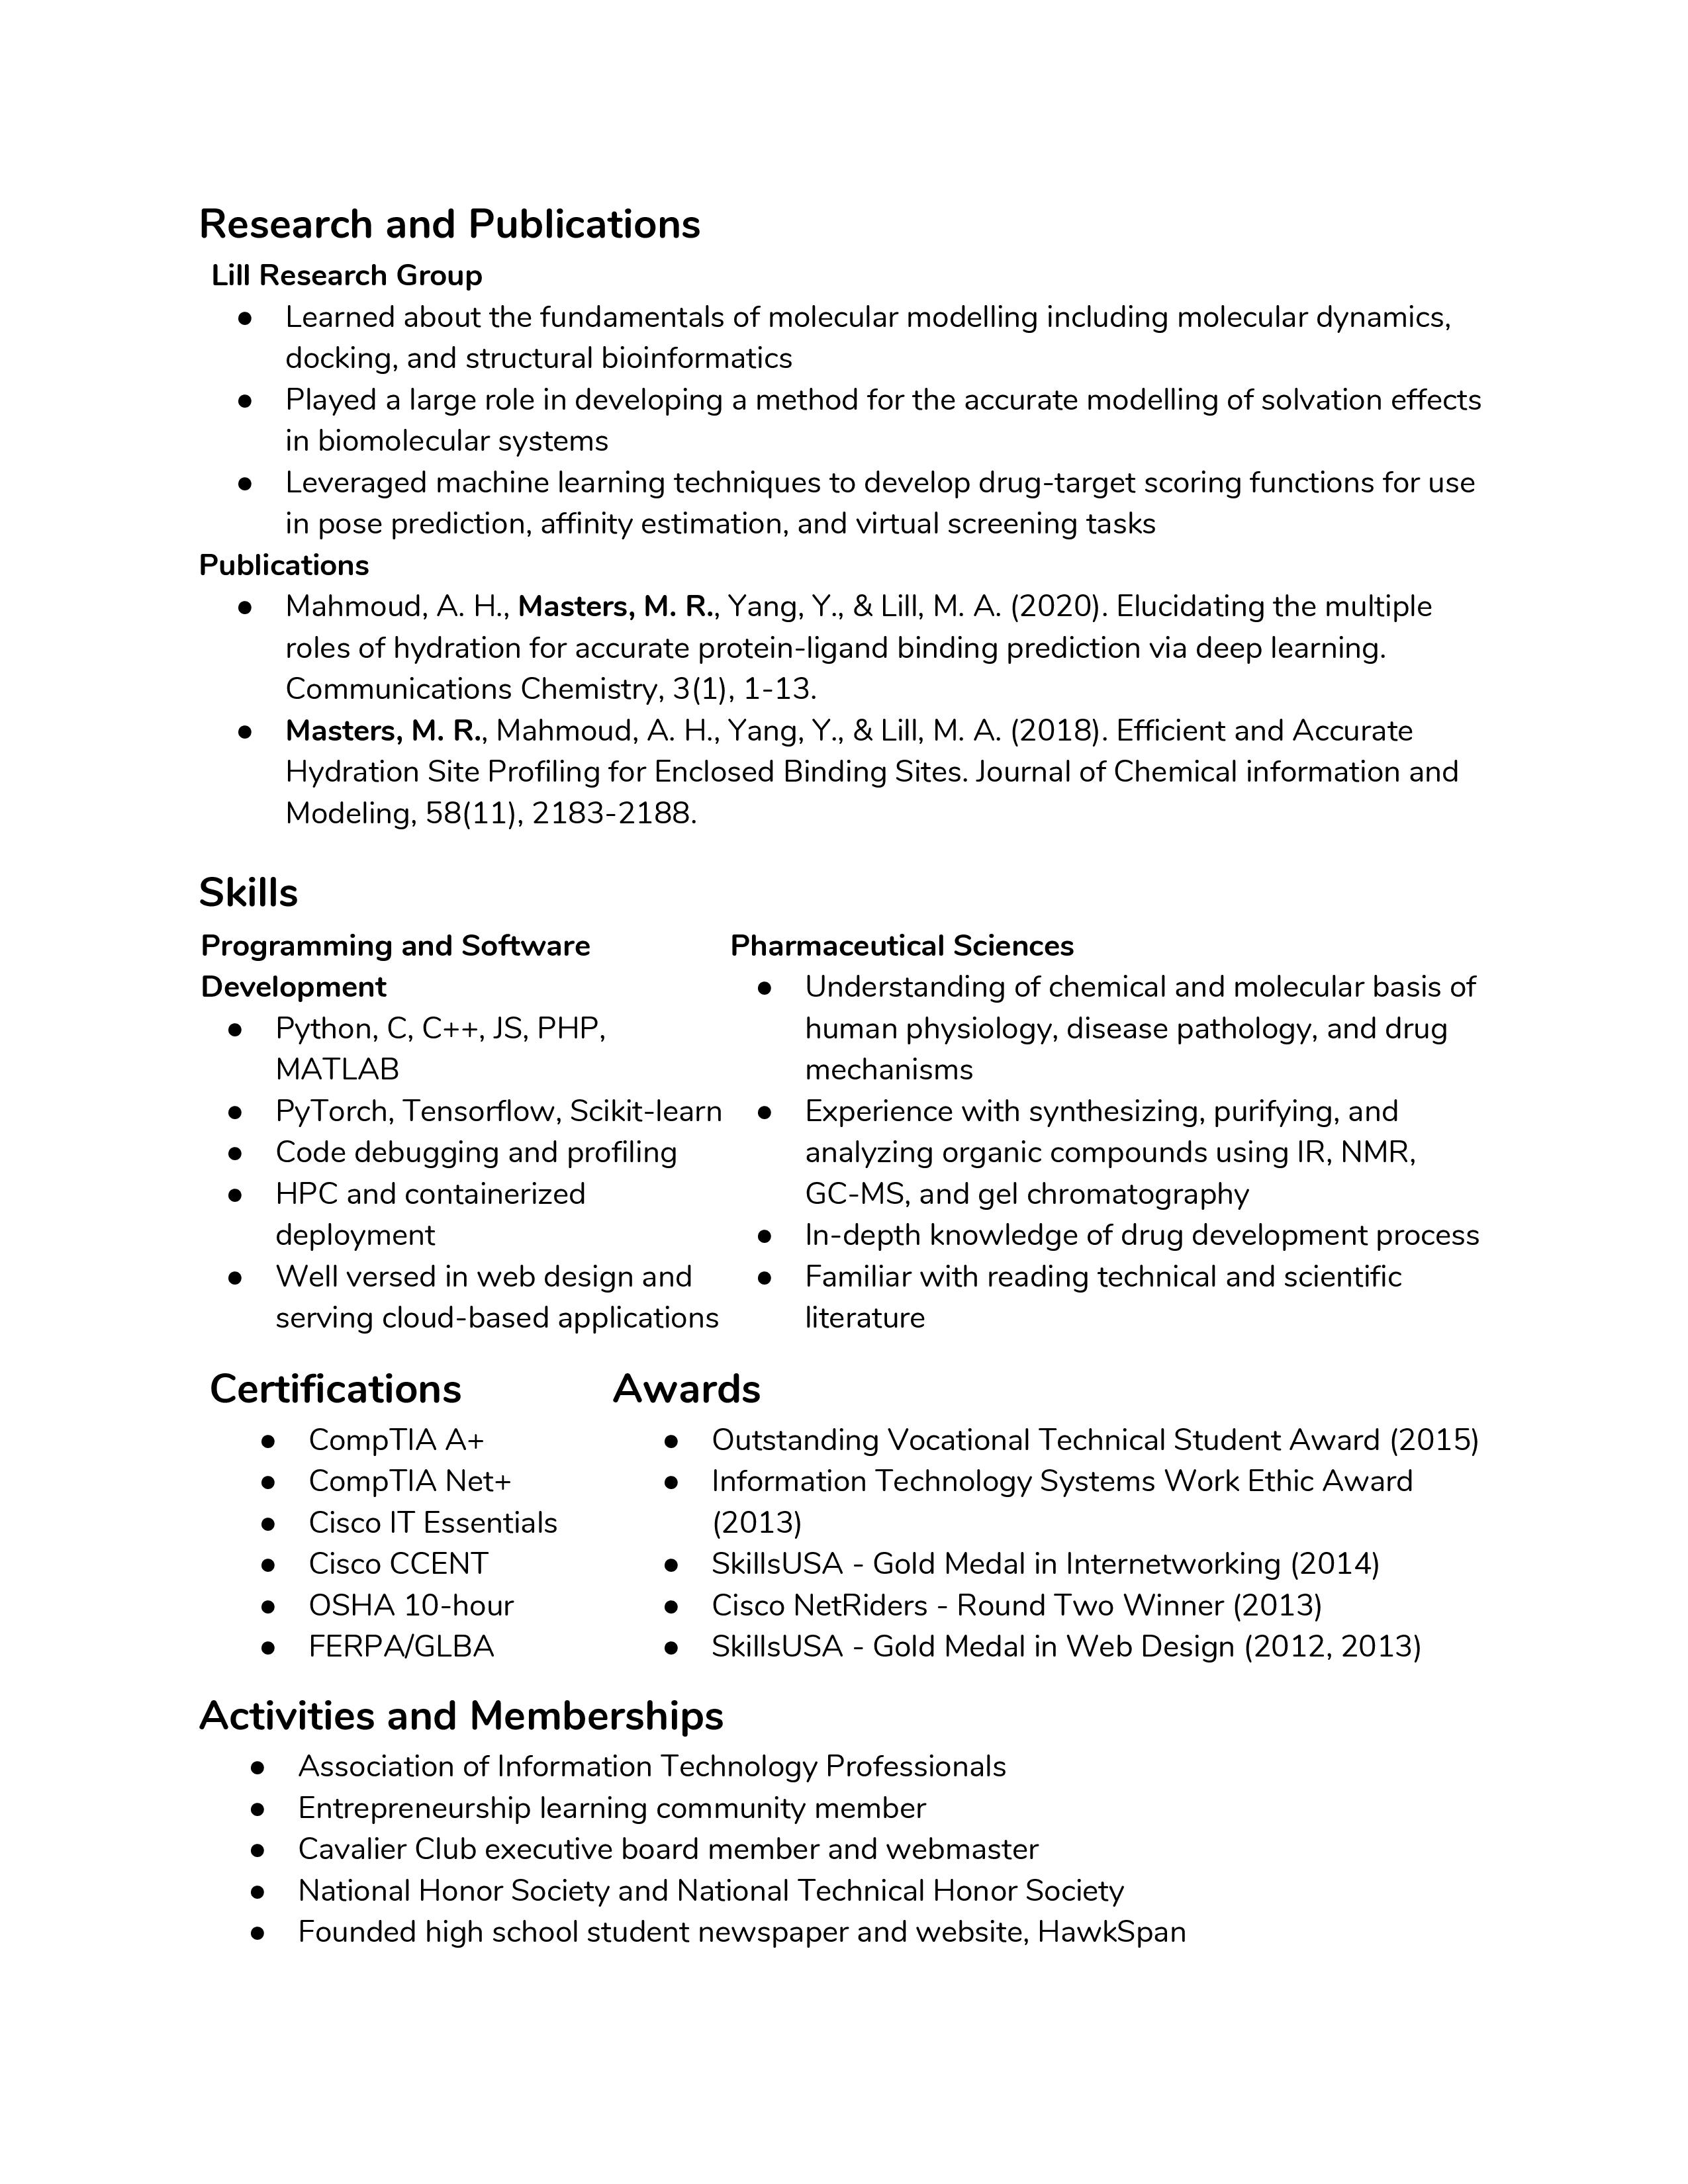 Research and Publications
Lill Research Group
● Learned about the fundamentals of molecular modelling including molecular dynamics,
docking, and structural bioinformatics
● Played a large role in developing a method for the accurate modelling of solvation effects
in biomolecular systems
● Leveraged machine learning techniques to develop drug-target scoring functions for use
in pose prediction, affinity estimation, and virtual screening tasks
Publications
● Mahmoud, A. H., Masters, M. R., Yang, Y., & Lill, M. A. (2020). Elucidating the multiple
roles of hydration for accurate protein-ligand binding prediction via deep learning.
Communications Chemistry, 3(1), 1-13.
● Masters, M. R., Mahmoud, A. H., Yang, Y., & Lill, M. A. (2018). Efficient and Accurate
Hydration Site Profiling for Enclosed Binding Sites. Journal of Chemical information and
Modeling, 58(11), 2183-2188.
Skills
Programming and Software
Development
● Python, C, C++, JS, PHP,
MATLAB
● PyTorch, Tensorflow, Scikit-learn
● Code debugging and profiling
● HPC and containerized
deployment
● Well versed in web design and
serving cloud-based applications
Pharmaceutical Sciences
● Understanding of chemical and molecular basis of
human physiology, disease pathology, and drug
mechanisms
● Experience with synthesizing, purifying, and
analyzing organic compounds using IR, NMR,
GC-MS, and gel chromatography
● In-depth knowledge of drug development process
● Familiar with reading technical and scientific
literature
Certifications
● CompTIA A+
● CompTIA Net+
● Cisco IT Essentials
● Cisco CCENT
● OSHA 10-hour
● FERPA/GLBA
Awards
● Outstanding Vocational Technical Student Award (2015)
● Information Technology Systems Work Ethic Award
(2013)
● SkillsUSA - Gold Medal in Internetworking (2014)
● Cisco NetRiders - Round Two Winner (2013)
● SkillsUSA - Gold Medal in Web Design (2012, 2013)
Activities and Memberships
● Association of Information Technology Professionals
● Entrepreneurship learning community member
● Cavalier Club executive board member and webmaster
● National Honor Society and National Technical Honor Society
● Founded high school student newspaper and website, HawkSpan